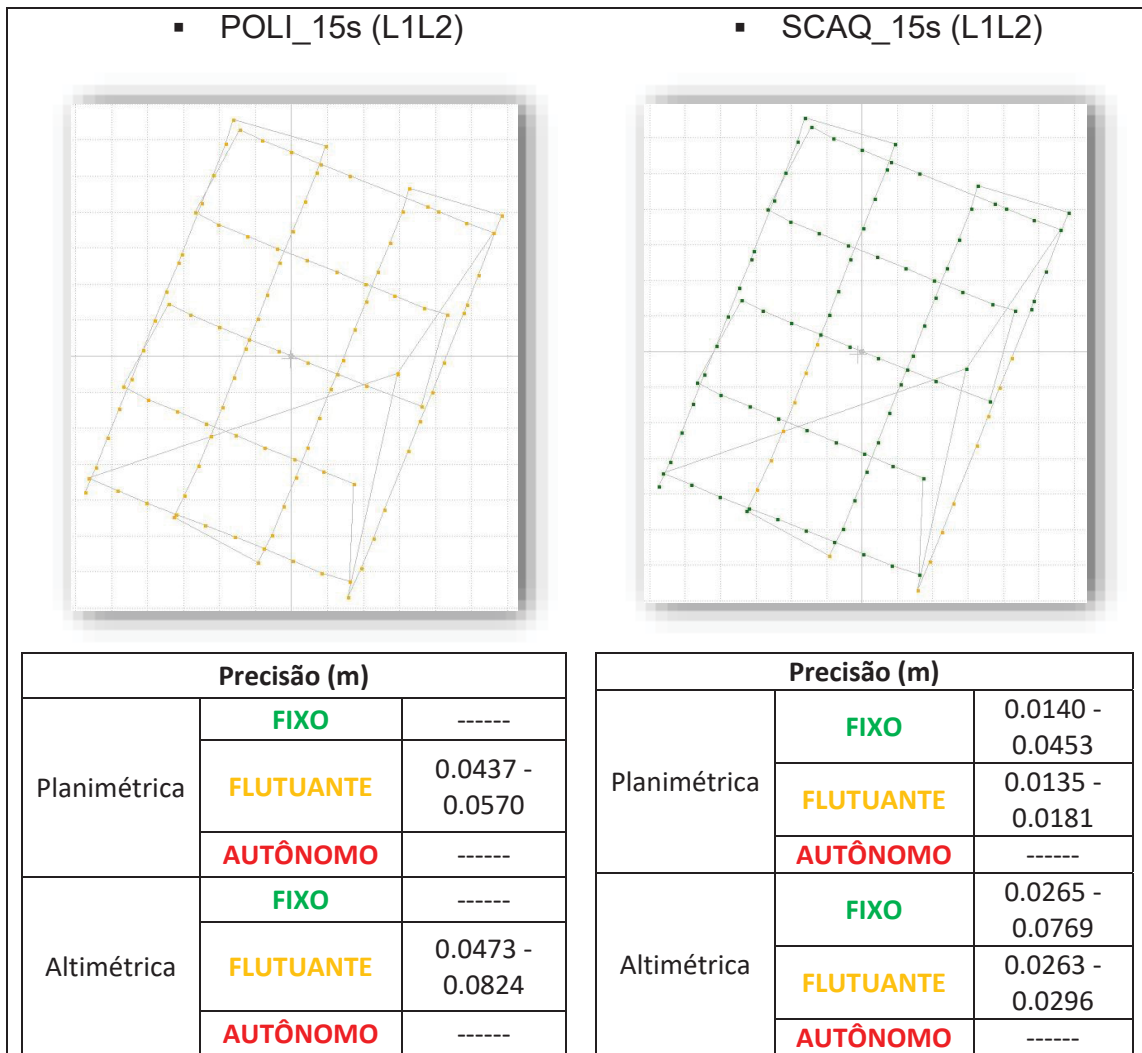 ▪ POLI_15s (L1L2)
Precisão (m)
Planimétrica
FIXO
------
FLUTUANTE
0.0437 -
0.0570
AUTÔNOMO
------
Altimétrica
FIXO
------
FLUTUANTE
0.0473 -
0.0824
AUTÔNOMO
------
▪ SCAQ_15s (L1L2)
Precisão (m)
Planimétrica
FIXO
0.0140 -
0.0453
FLUTUANTE
0.0135 -
0.0181
AUTÔNOMO
------
Altimétrica
FIXO
0.0265 -
0.0769
FLUTUANTE
0.0263 -
0.0296
AUTÔNOMO
------